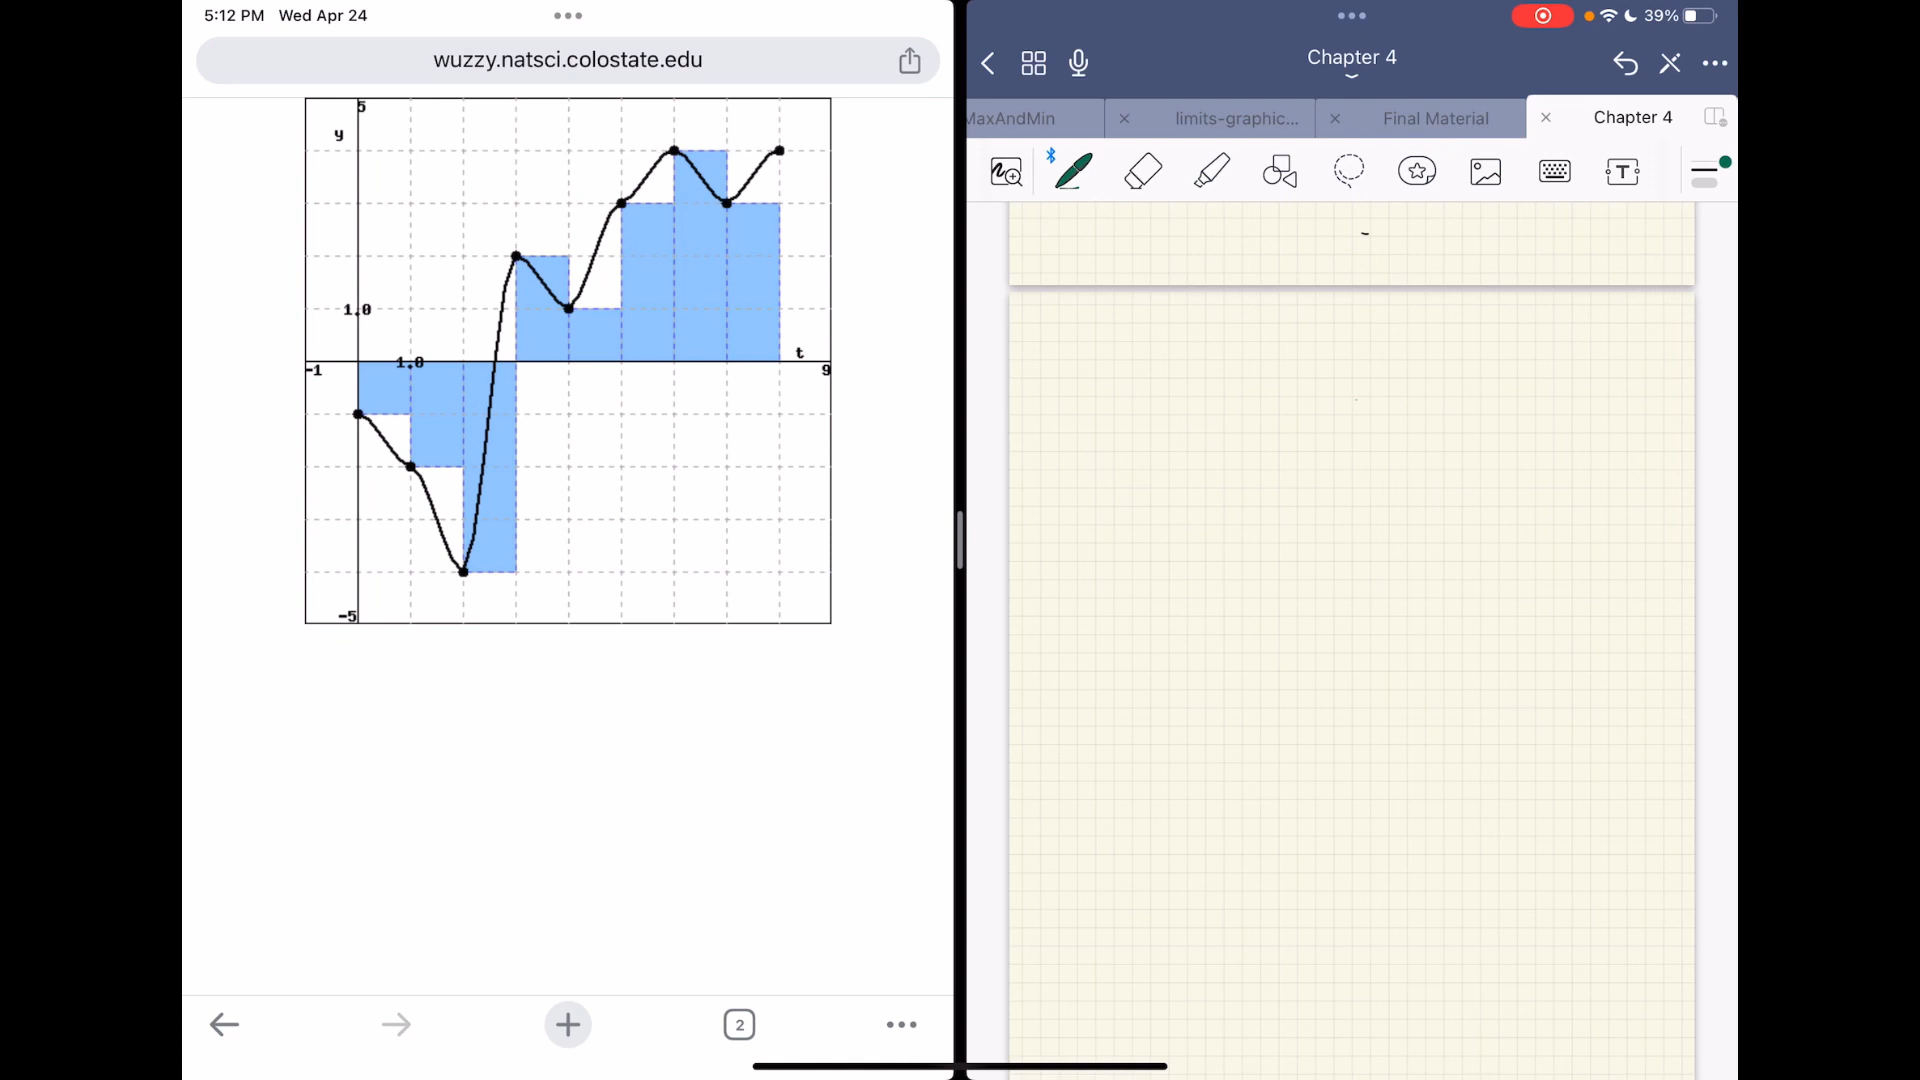 5:12 PM Wed Apr 24
39%
wuzzy.natsci.colostate.edu
Chapter 4
MaxAndMin
limits-graphic...
Final Material
Chapter 4
T
5
y
1.0
1.0
t
-1
9
-5
2